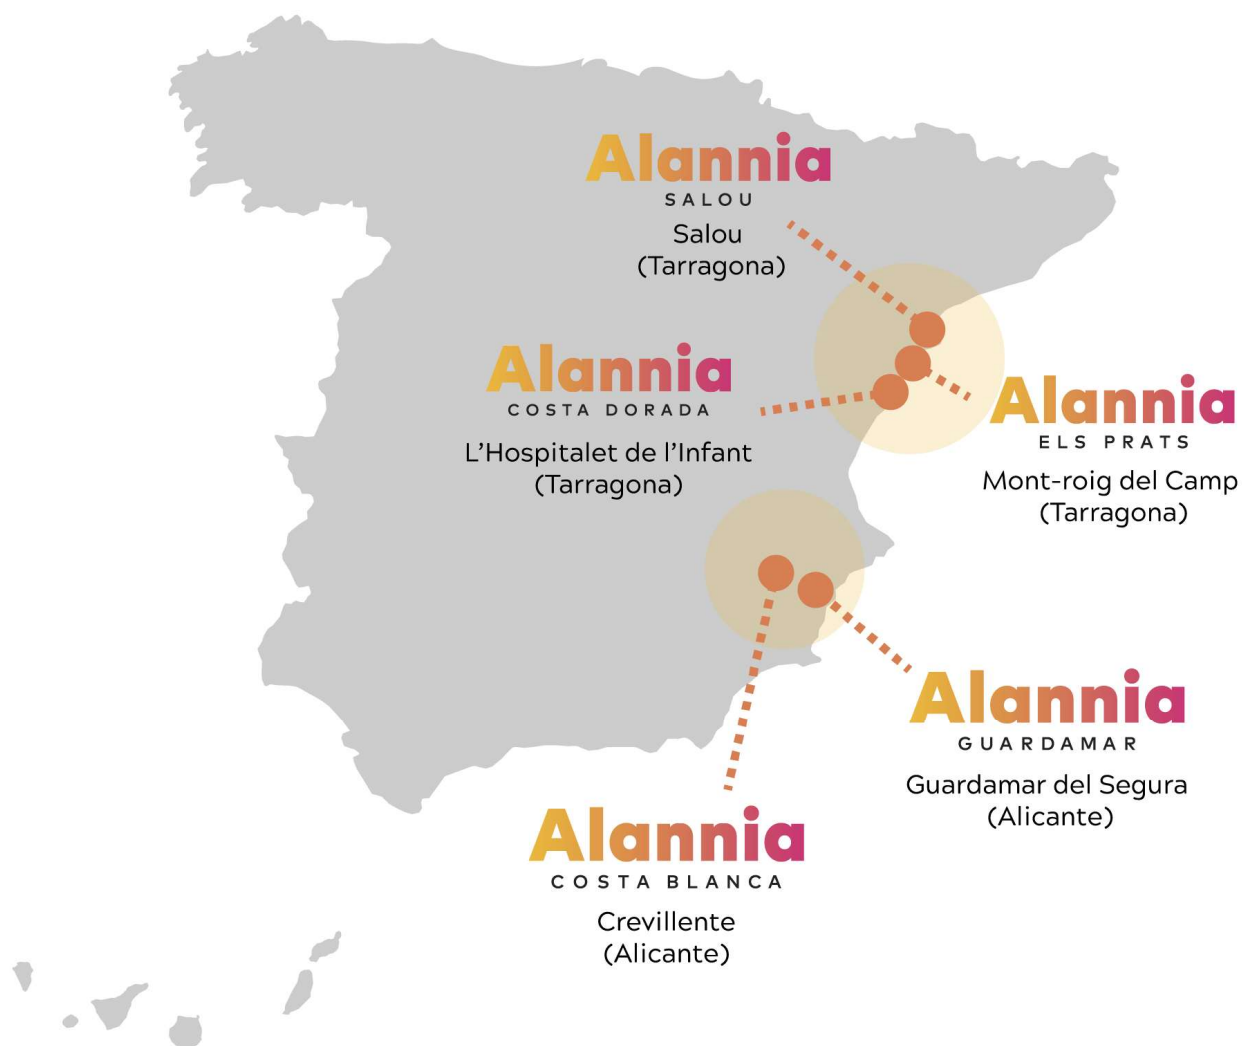 Alannia
SALOU
Salou
(Tarragona)
Alannia
COSTA DORADA
L'Hospitalet de l'Infant
(Tarragona)
Alannia
ELS PRATS
Mont-roig del Camp
(Tarragona)
Alannia
GUARDAMAR
Guardamar del Segura
(Alicante)
Alannia
COSTA BLANCA
Crevillente
(Alicante)